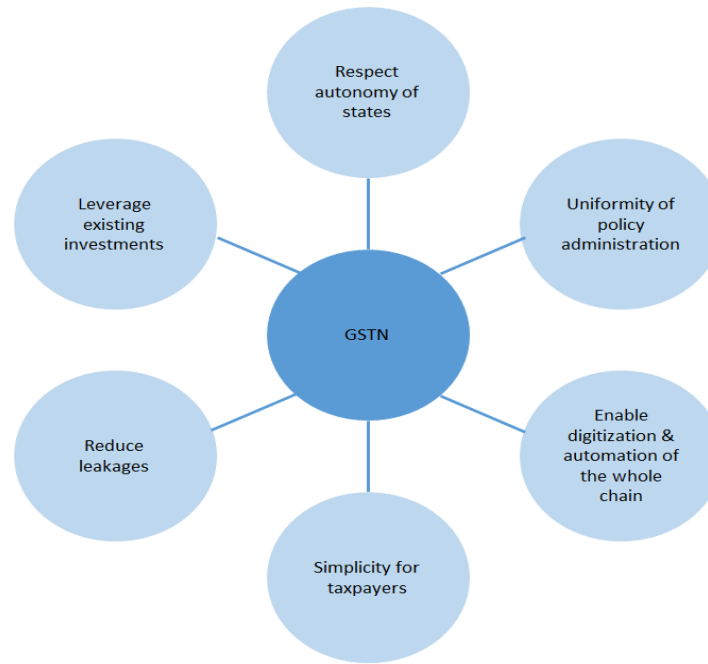 Respect
autonomy of
states
Leverage
existing
investments
Uniformity of
policy
administration
GSTN
Reduce
leakages
Enable
digitization &
automation of
the whole
chain
Simplicity for
taxpayers